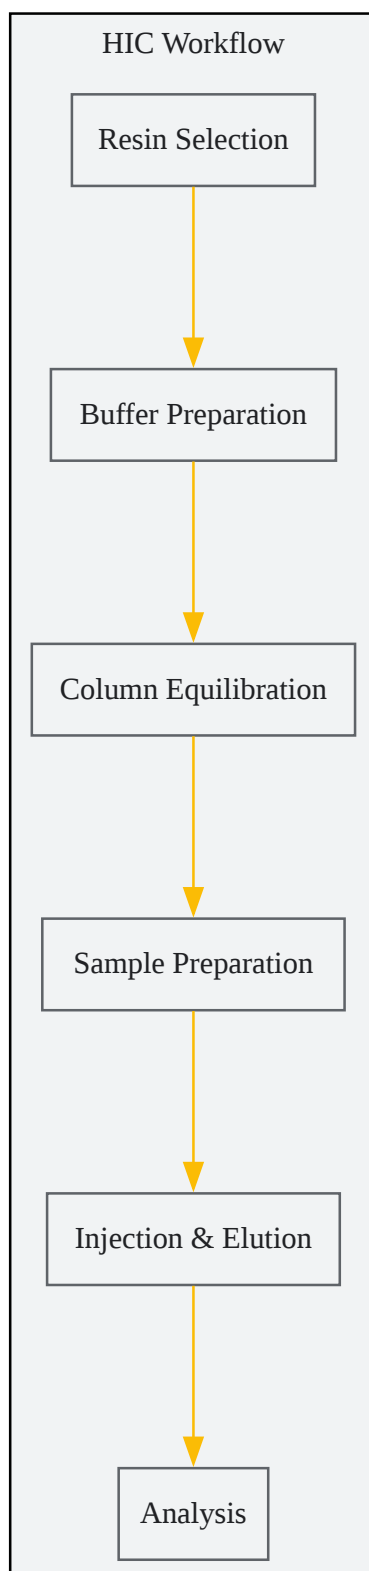 HIC Workflow
Resin Selection
Buffer Preparation
Column Equilibration
Sample Preparation
Injection & Elution
Analysis